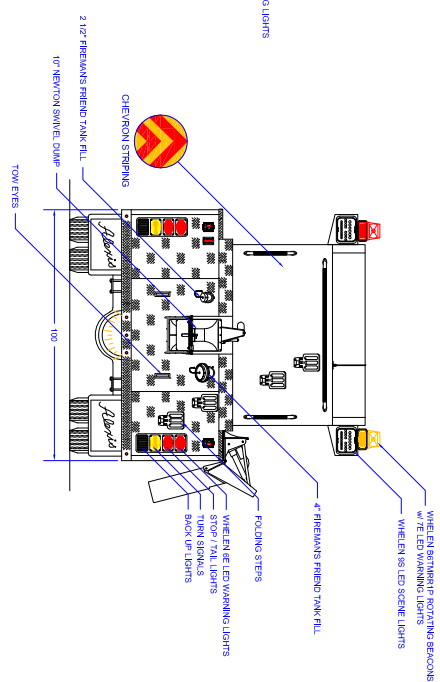 G LIGHTS
2 1/2" FIREMAN'S FRIEND TANK FILL
10" NEWTON SWIVEL DUMP
TOW EYES
CHEVRON STRIPING
100
Alexis
Alexis
WHELEN B6TMRR1P ROTATING BEACONS
w/ 7E LED WARNING LIGHTS
WHELEN 9S LED SCENE LIGHTS
4" FIREMAN'S FRIEND TANK FILL
FOLDING STEPS
WHELEN 6E LED WARNING LIGHTS
STOP / TAIL LIGHTS
TURN SIGNALS
BACK UP LIGHTS